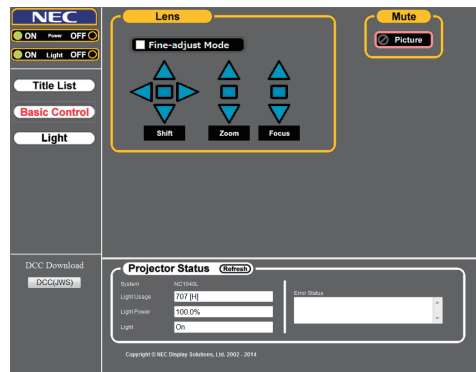 NEC
ON Power OFF
ON Light OFF
Title List
Basic Control
Light
DCC Download
DCC(JWS)
Lens
Fine-adjust Mode
Shift
Zoom
Focus
Mute
Picture
Projector Status
Refresh
System NC1040L
Light Usage 707 [H]
Light Power 100.0%
Light On
Error Status
Copyright © NEC Display Solutions, Ltd. 2002 - 2014